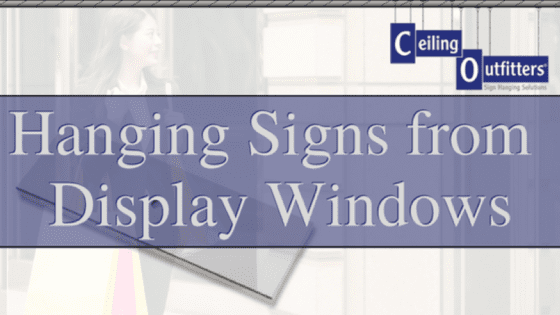 Ceiling
Outfitters
Sign Hanging Solutions
Hanging Signs from
Display Windows